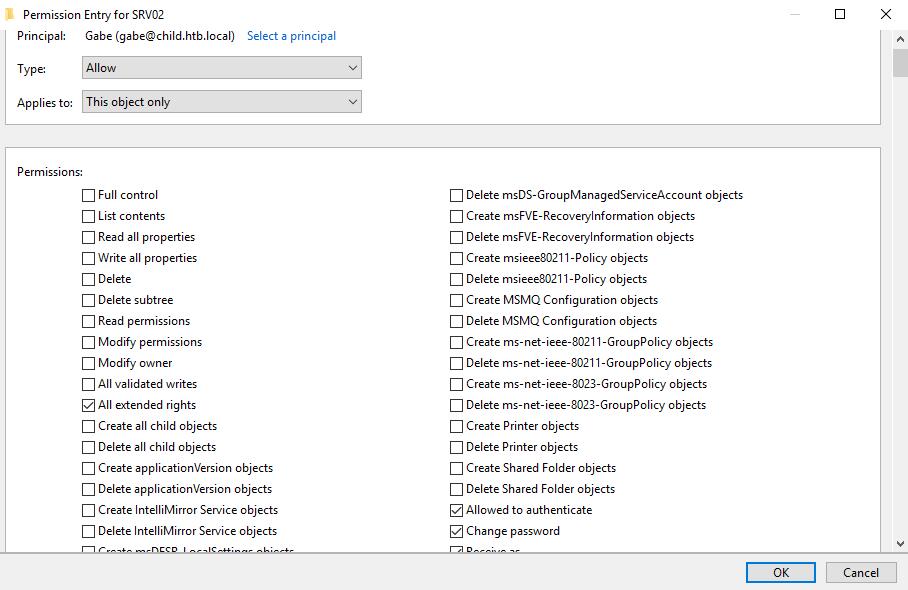 Permission Entry for SRV02
Principal: Gabe (gabe@child.htb.local) Select a principal
Type: Allow
Applies to: This object only
Permissions:
Full control
List contents
Read all properties
Write all properties
Delete
Delete subtree
Read permissions
Modify permissions
Modify owner
All validated writes
All extended rights
Create all child objects
Delete all child objects
Create applicationVersion objects
Delete applicationVersion objects
Create IntelliMirror Service objects
Delete IntelliMirror Service objects
Create msDFSR-LocalSettings objects
Delete msDS-GroupManagedServiceAccount objects
Create msFVE-RecoveryInformation objects
Delete msFVE-RecoveryInformation objects
Create msieee80211-Policy objects
Delete msieee80211-Policy objects
Create MSMQ Configuration objects
Delete MSMQ Configuration objects
Create ms-net-ieee-80211-GroupPolicy objects
Delete ms-net-ieee-80211-GroupPolicy objects
Create ms-net-ieee-8023-GroupPolicy objects
Delete ms-net-ieee-8023-GroupPolicy objects
Create Printer objects
Delete Printer objects
Create Shared Folder objects
Delete Shared Folder objects
Allowed to authenticate
Change password
Receive as
OK
Cancel